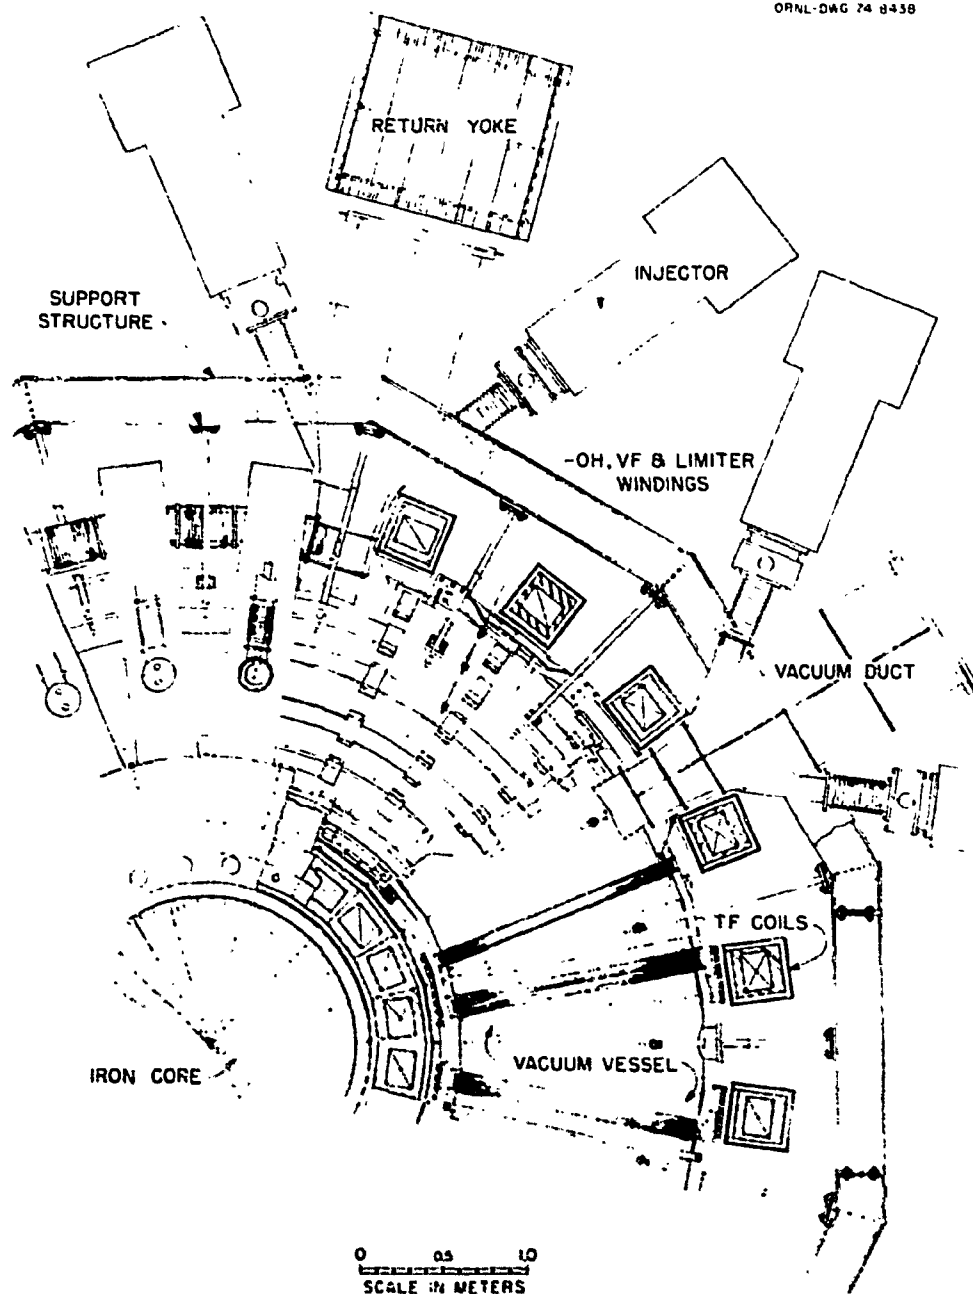 ORNL-DWG 74 8438
RETURN YOKE
INJECTOR
SUPPORT
STRUCTURE
-OH, VF & LIMITER
WINDINGS
VACUUM DUCT
TF COILS
VACUUM VESSEL
IRON CORE
0 0.5 1.0
SCALE IN METERS